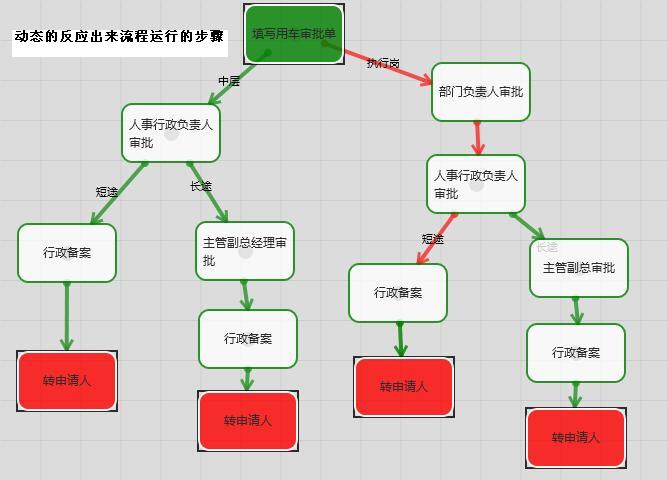 动态的反应出来流程运行的步骤
填写用车审批单
中层
执行岗
部门负责人审批
人事行政负责人
审批
人事行政负责人
审批
短途
长途
行政备案
主管副总经理审
批
短途
长途
行政备案
主管副总审批
行政备案
行政备案
转申请人
转申请人
转申请人
转申请人